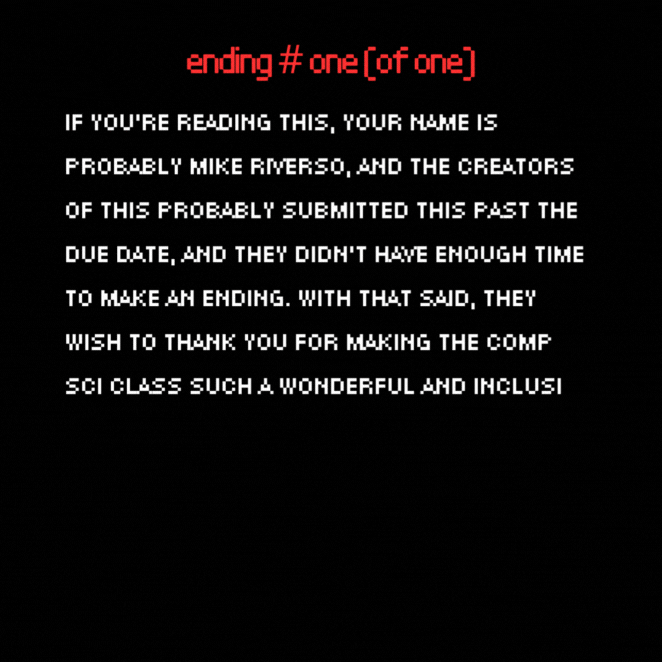 ending # one (of one)
IF YOU'RE READING THIS, YOUR NAME IS
PROBABLY MIKE RIVERSO, AND THE CREATORS
OF THIS PROBABLY SUBMITTED THIS PAST THE
DUE DATE, AND THEY DIDN'T HAVE ENOUGH TIME
TO MAKE AN ENDING. WITH THAT SAID, THEY
WISH TO THANK YOU FOR MAKING THE COMP
SCI CLASS SUCH A WONDERFUL AND INCLUSI